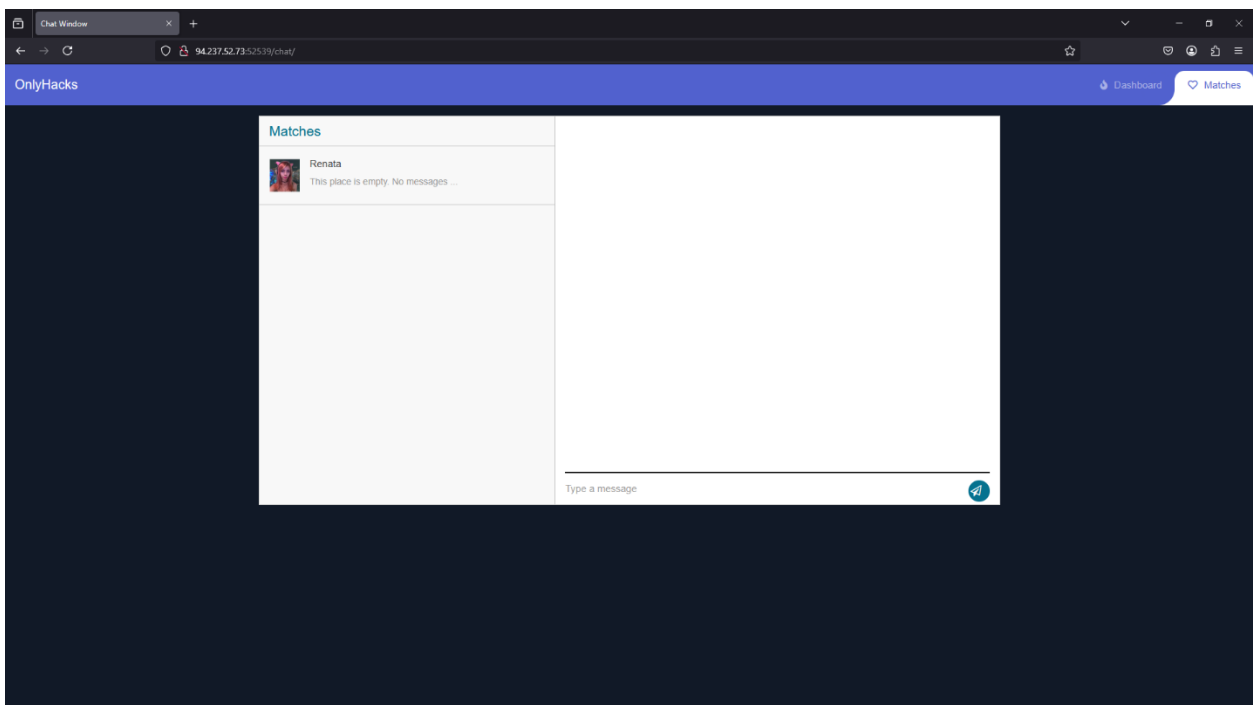 Chat Window
94.237.52.73:52539/chat/
OnlyHacks
Dashboard
Matches
Matches
Renata
This place is empty. No messages ...
Type a message